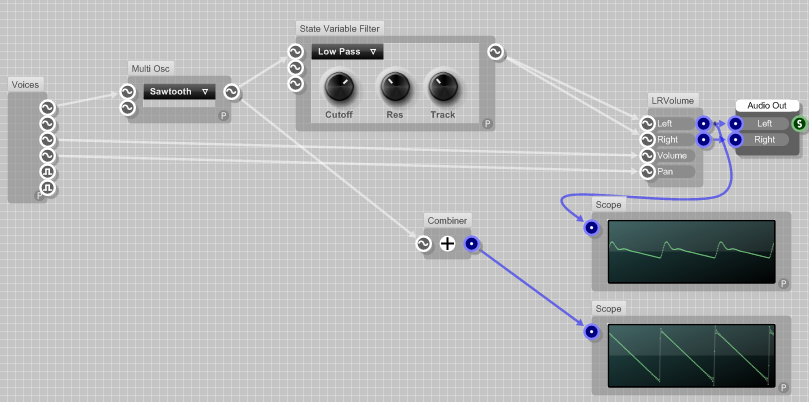 State Variable Filter
Low Pass
Cutoff
Res
Track
P
Multi Osc
Sawtooth
P
Voices
P
LRVolume
Left
Right
Volume
Pan
Audio Out
Left
Right
S
Combiner
+
Scope
P
Scope
P